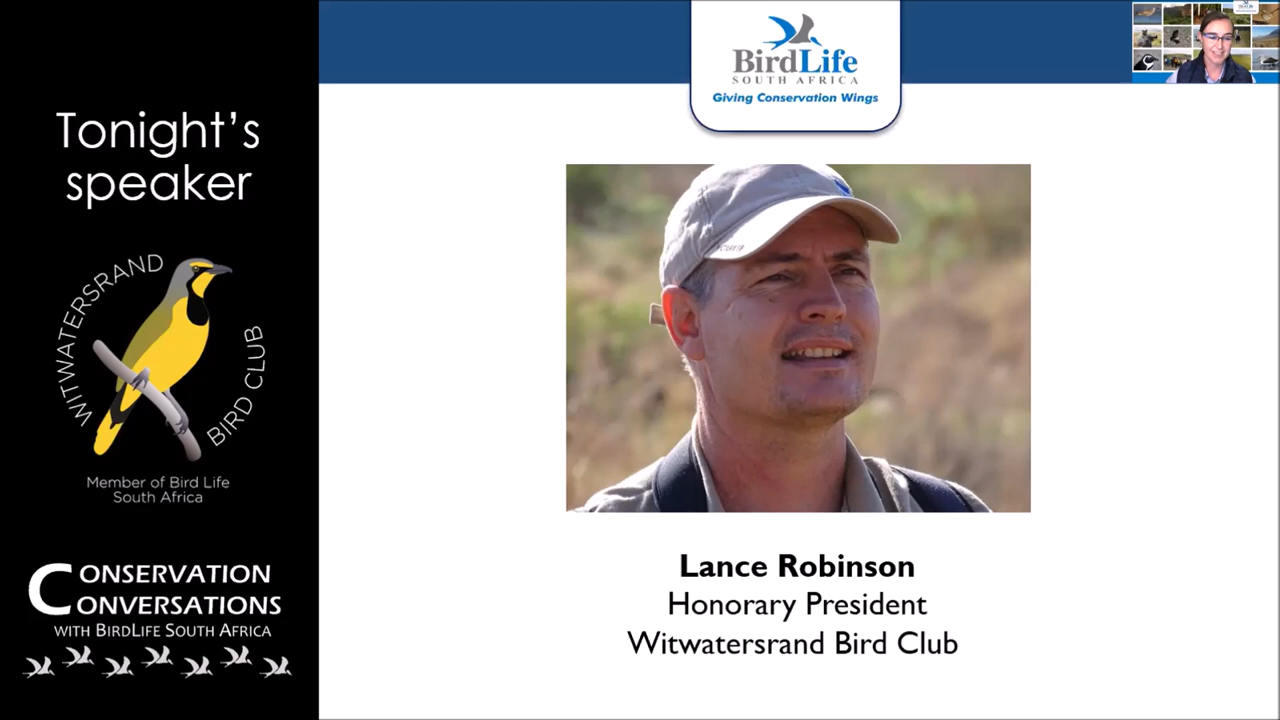 Tonight's
speaker
WITWATERSRAND
BIRD CLUB
Member of Bird Life
South Africa
CONSERVATION
CONVERSATIONS
WITH BIRDLIFE SOUTH AFRICA
BirdLife
SOUTH AFRICA
Giving Conservation Wings
Lance Robinson
Honorary President
Witwatersrand Bird Club